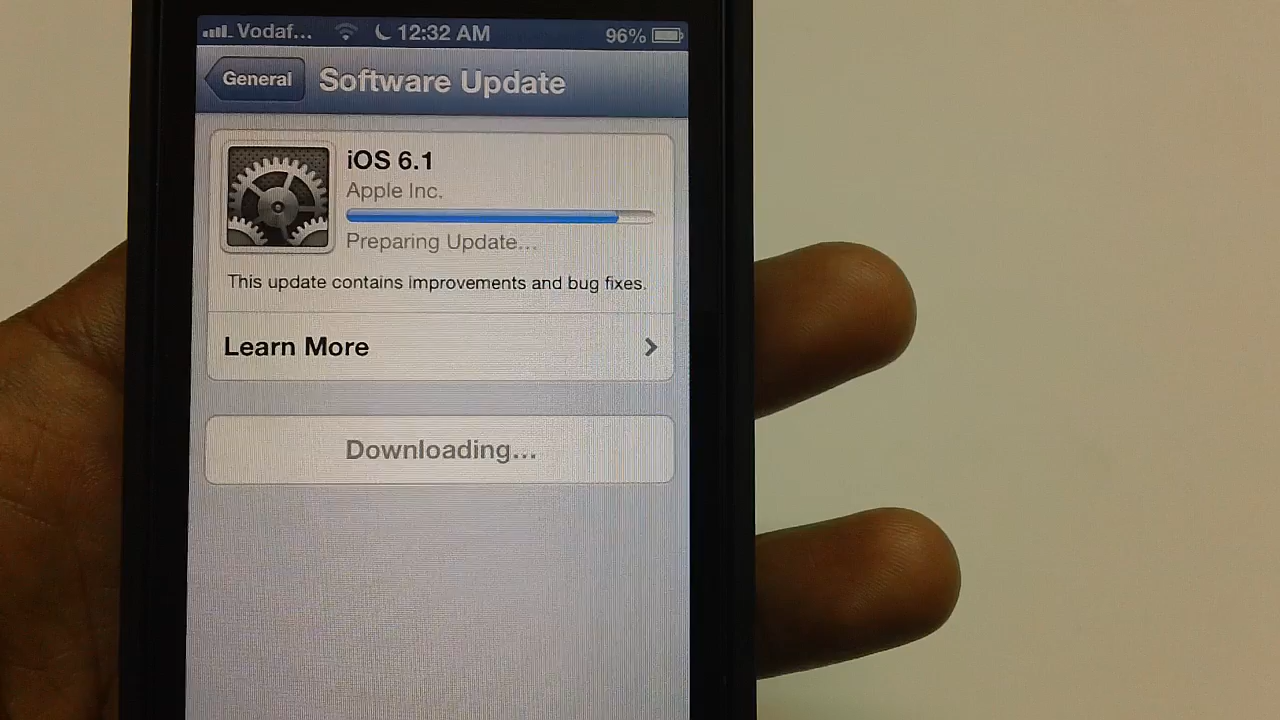 Vodaf... 12:32 AM 96%
General Software Update
iOS 6.1
Apple Inc.
Preparing Update...
This update contains improvements and bug fixes.
Learn More
Downloading...